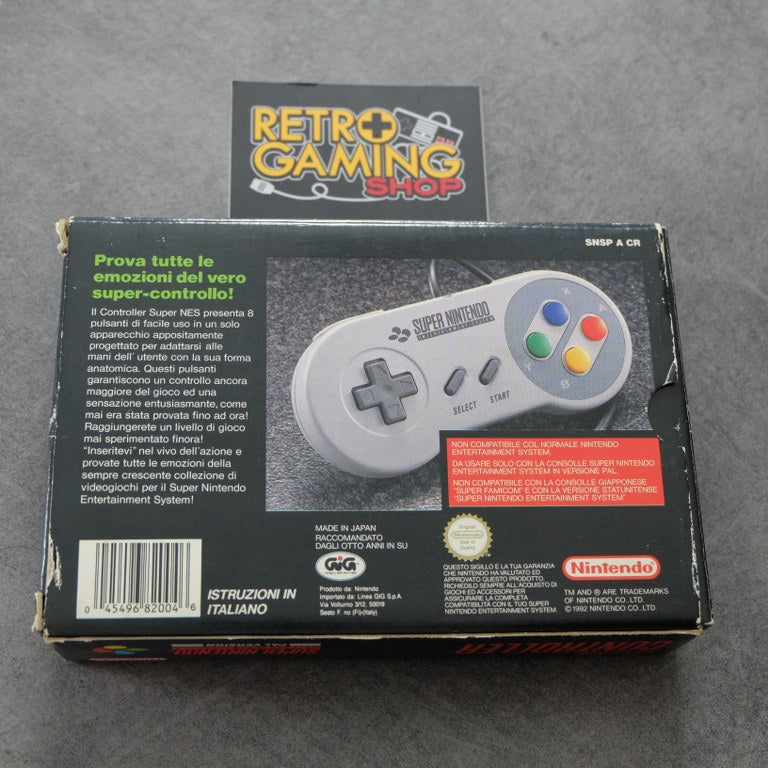 RETRO
GAMING
SHOP
SNSP A CR
Prova tutte le
emozioni del vero
super-controllo!
Il Controller Super NES presenta 8
pulsanti di facile uso in un solo
apparecchio appositamente
progettato per adattarsi alle
mani dell' utente con la sua forma
anatomica. Questi pulsanti
garantiscono un controllo ancora
maggiore del gioco ed una
sensazione entusiasmante, come
mai era stata provata fino ad ora!
Raggiungerete un livello di gioco
mai sperimentato finora!
"Inseritevi" nel vivo dell'azione e
provate tutte le emozioni della
sempre crescente collezione di
videogiochi per il Super Nintendo
Entertainment System!
SUPER NINTENDO
ENTERTAINMENT SYSTEM
SELECT
START
X
A
Y
B
NON COMPATIBILE COL NORMALE NINTENDO
ENTERTAINMENT SYSTEM.
DA USARE SOLO CON LA CONSOLLE SUPER NINTENDO
ENTERTAINMENT SYSTEM IN VERSIONE PAL.
NON COMPATIBILE CON LA CONSOLLE GIAPPONESE
"SUPER FAMICOM" E CON LA VERSIONE STATUNITENSE
"SUPER NINTENDO ENTERTAINMENT SYSTEM"
0 45496 82004 6
ISTRUZIONI IN
ITALIANO
MADE IN JAPAN
RACCOMANDATO
DAGLI OTTO ANNI IN SU
GiG
Prodotto da: Nintendo
Importato da: Linea GIG S.p.A.
Via Volturno 3/12, 50019
Sesto F. no (Fi)-(Italy)
Original
Nintendo
Seal of
Quality
QUESTO SIGILLO È LA TUA GARANZIA
CHE NINTENDO HA VALUTATO ED
APPROVATO QUESTO PRODOTTO.
RICHIEDILO SEMPRE ALL'ACQUISTO DI
GIOCHI ED ACCESSORI PER
ASSICURARE LA COMPLETA
COMPATIBILITÀ CON IL TUO SUPER
NINTENDO ENTERTAINMENT SYSTEM.
Nintendo
TM AND ® ARE TRADEMARKS
OF NINTENDO CO.,LTD.
© 1992 NINTENDO CO.,LTD.
SUPER NINTENDO
PAL VERSION
CONTROLLER